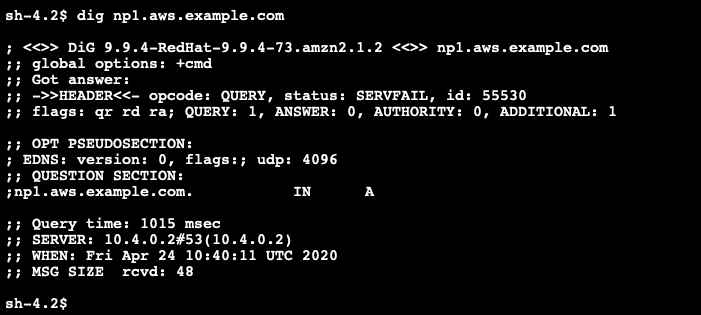 sh-4.2$ dig np1.aws.example.com
; <<>> DiG 9.9.4-RedHat-9.9.4-73.amzn2.1.2 <<>> np1.aws.example.com
;; global options: +cmd
;; Got answer:
;; ->>HEADER<<- opcode: QUERY, status: SERVFAIL, id: 55530
;; flags: qr rd ra; QUERY: 1, ANSWER: 0, AUTHORITY: 0, ADDITIONAL: 1
;; OPT PSEUDOSECTION:
; EDNS: version: 0, flags:; udp: 4096
;; QUESTION SECTION:
;np1.aws.example.com. IN A
;; Query time: 1015 msec
;; SERVER: 10.4.0.2#53(10.4.0.2)
;; WHEN: Fri Apr 24 10:40:11 UTC 2020
;; MSG SIZE rcvd: 48
sh-4.2$